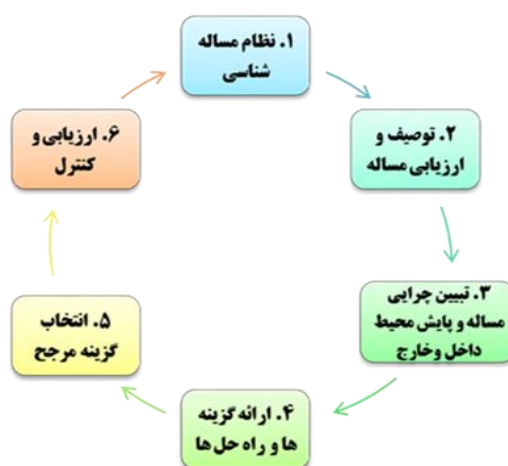 ۱. نظام مساله
شناسی
۲. توصیف و
ارزیابی مساله
۳. تبیین چرایی
مساله و پایش محیط
داخل وخارج
۴. ارائه گزینه
ها و راه حل ها
۵. انتخاب
گزینه مرجح
۶. ارزیابی و
کنترل